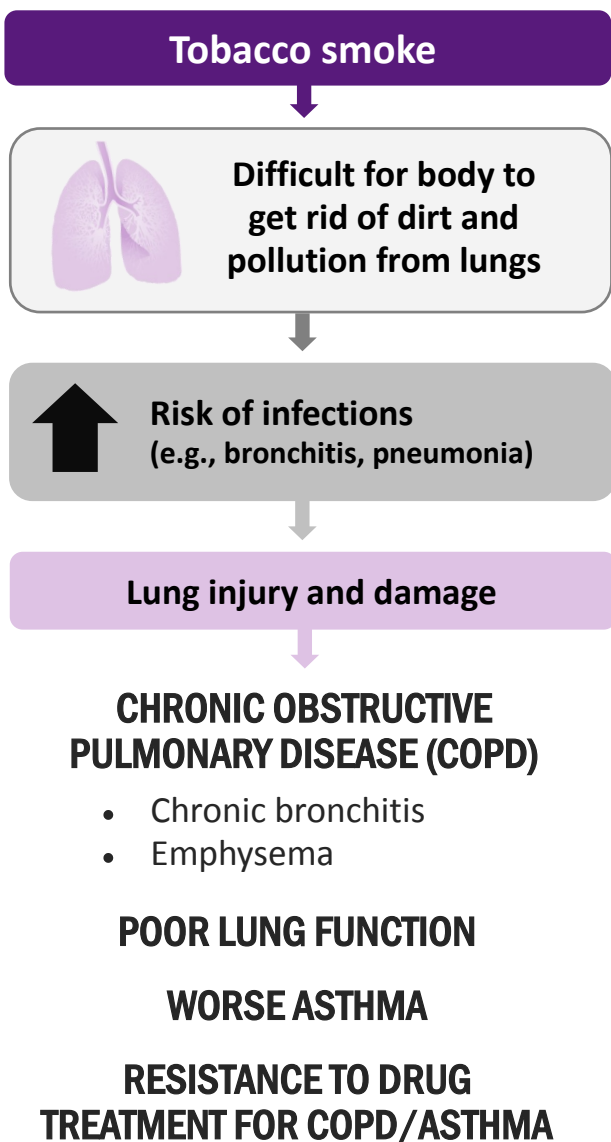 Tobacco smoke
Difficult for body to
get rid of dirt and
pollution from lungs
Risk of infections
(e.g., bronchitis, pneumonia)
Lung injury and damage
CHRONIC OBSTRUCTIVE
PULMONARY DISEASE (COPD)
• Chronic bronchitis
• Emphysema
POOR LUNG FUNCTION
WORSE ASTHMA
RESISTANCE TO DRUG
TREATMENT FOR COPD/ASTHMA